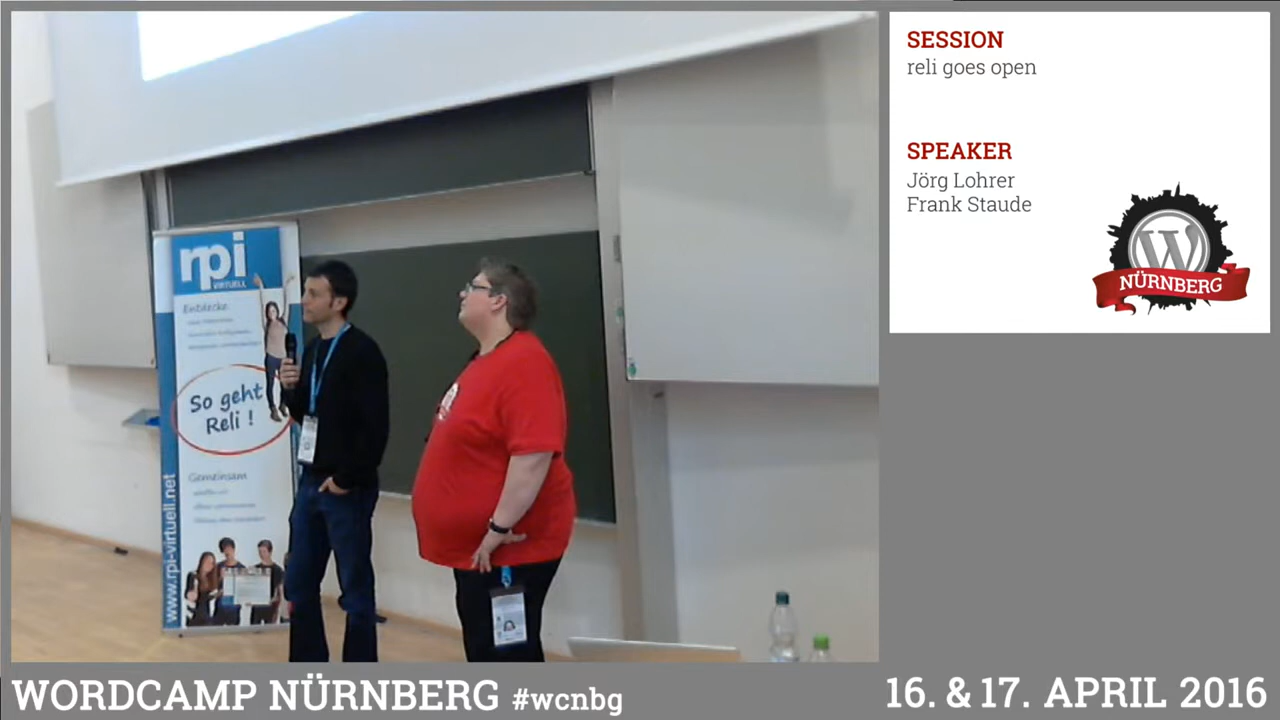 SESSION
reli goes open
SPEAKER
Jörg Lohrer
Frank Staude
W
NÜRNBERG
rpi
VIRTUELL
Entdecke
So geht
Reli !
Gemeinsam
www.rpi-virtuell.net
WORDCAMP NÜRNBERG #wcnbg
16. & 17. APRIL 2016